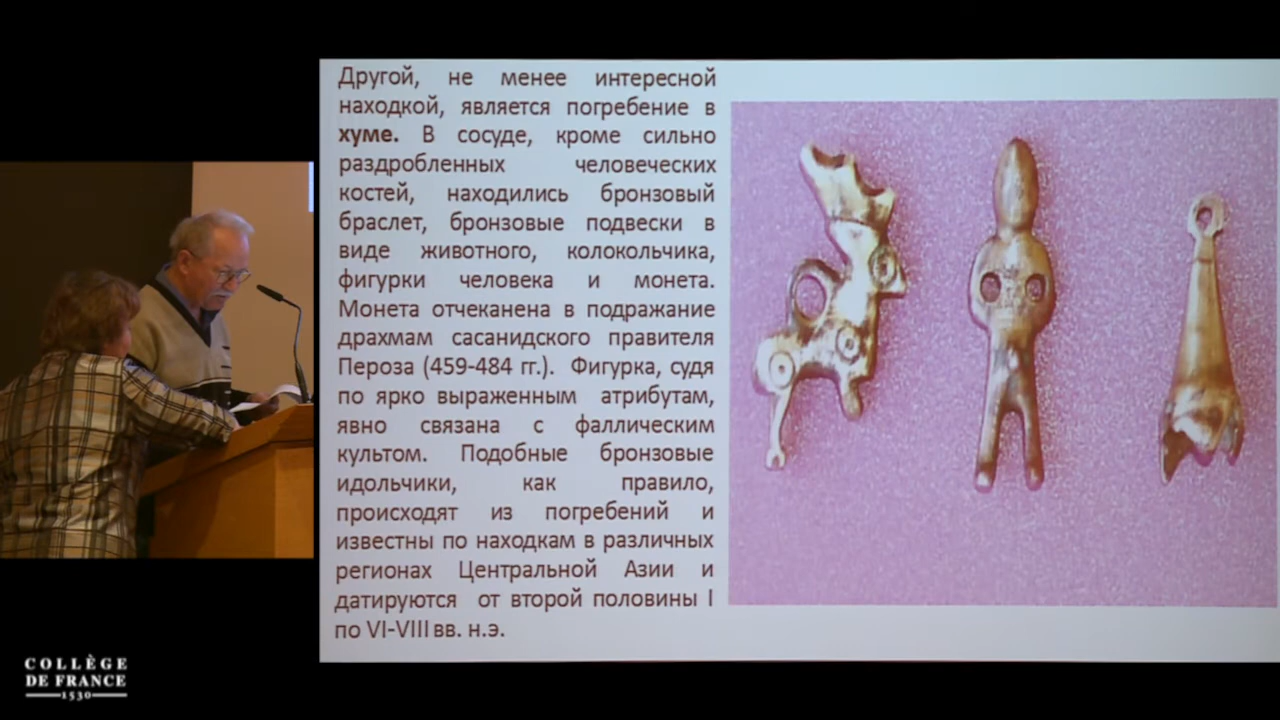 Другой, не менее интересной
находкой, является погребение в
хуме. В сосуде, кроме сильно
раздробленных человеческих
костей, находились бронзовый
браслет, бронзовые подвески в
виде животного, колокольчика,
фигурки человека и монета.
Монета отчеканена в подражание
драхмам сасанидского правителя
Пероза (459-484 гг.). Фигурка, судя
по ярко выраженным атрибутам,
явно связана с фаллическим
культом. Подобные бронзовые
идольчики, как правило,
происходят из погребений и
известны по находкам в различных
регионах Центральной Азии и
датируются от второй половины I
по VI-VIII вв. н.э.
COLLÈGE
DE FRANCE
1530